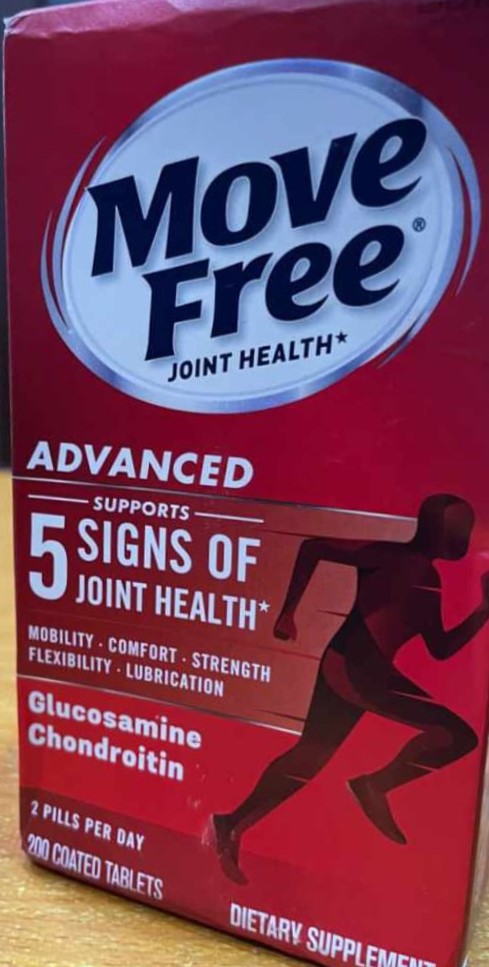 Move
Free®
JOINT HEALTH*
ADVANCED
SUPPORTS
5 SIGNS OF
JOINT HEALTH*
MOBILITY · COMFORT · STRENGTH
FLEXIBILITY · LUBRICATION
Glucosamine
Chondroitin
2 PILLS PER DAY
200 COATED TABLETS
DIETARY SUPPLEMENT